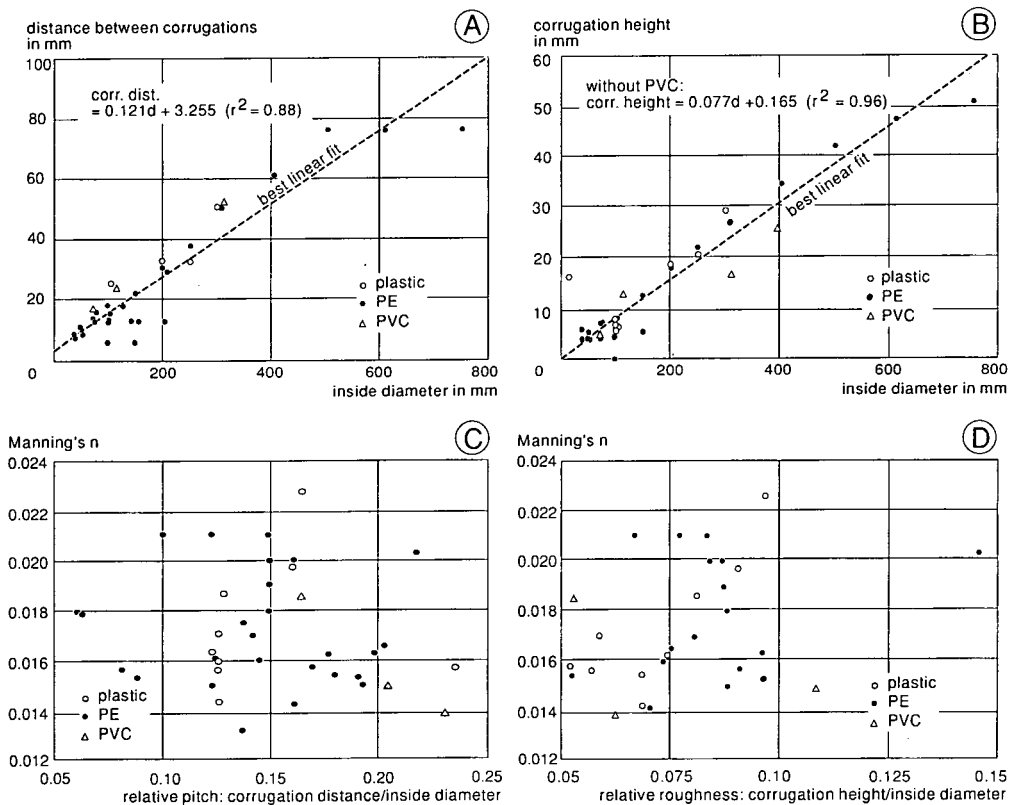 distance between corrugations
in mm
A
100
80
60
40
20
0
corr. dist.
= 0.121d + 3.255 (r² = 0.88)
best linear fit
plastic
PE
PVC
200
400
600
800
inside diameter in mm
corrugation height
in mm
B
60
50
40
30
20
10
0
without PVC:
corr. height = 0.077d +0.165 (r² = 0.96)
best linear fit
plastic
PE
PVC
200
400
600
800
inside diameter in mm
Manning's n
C
0.024
0.022
0.020
0.018
0.016
0.014
0.012
plastic
PE
PVC
0.05
0.10
0.15
0.20
0.25
relative pitch: corrugation distance/inside diameter
Manning's n
D
0.024
0.022
0.020
0.018
0.016
0.014
0.012
plastic
PE
PVC
0.05
0.075
0.10
0.125
0.15
relative roughness: corrugation height/inside diameter